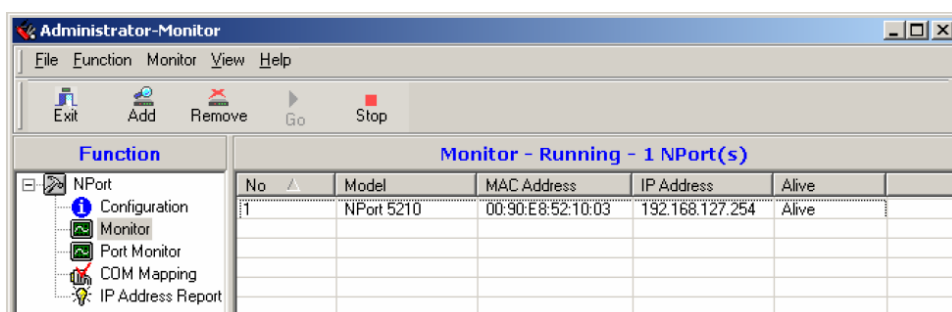 Administrator-Monitor
File Function Monitor View Help
Exit Add Remove Go Stop
Function
Monitor - Running - 1 NPort(s)
NPort
Configuration
Monitor
Port Monitor
COM Mapping
IP Address Report
No Model MAC Address IP Address Alive
1 NPort 5210 00:90:E8:52:10:03 192.168.127.254 Alive